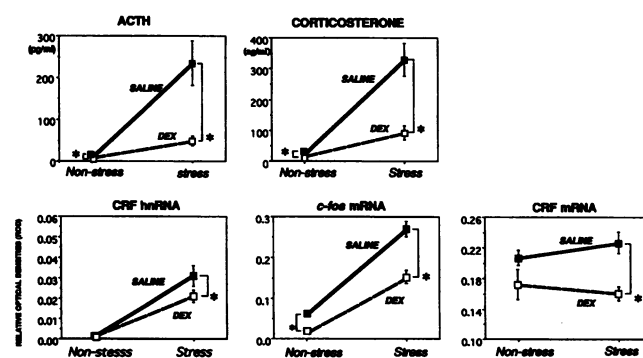 ACTH
300
(pg/ml)
200
100
0
SALINE
DEX
*
*
Non-stress stress
CORTICOSTERONE
400
(ng/ml)
300
200
100
0
SALINE
DEX
*
*
Non-stress Stress
CRF hnRNA
RELATIVE OPTICAL DENSITIES (ROD)
0.06
0.05
0.04
0.03
0.02
0.01
0.00
SALINE
DEX
*
Non-stesss Stress
c-fos mRNA
0.3
0.2
0.1
0.0
SALINE
DEX
*
*
Non-stress Stress
CRF mRNA
0.26
0.22
0.18
0.14
0.10
SALINE
DEX
*
Non-stress Stress